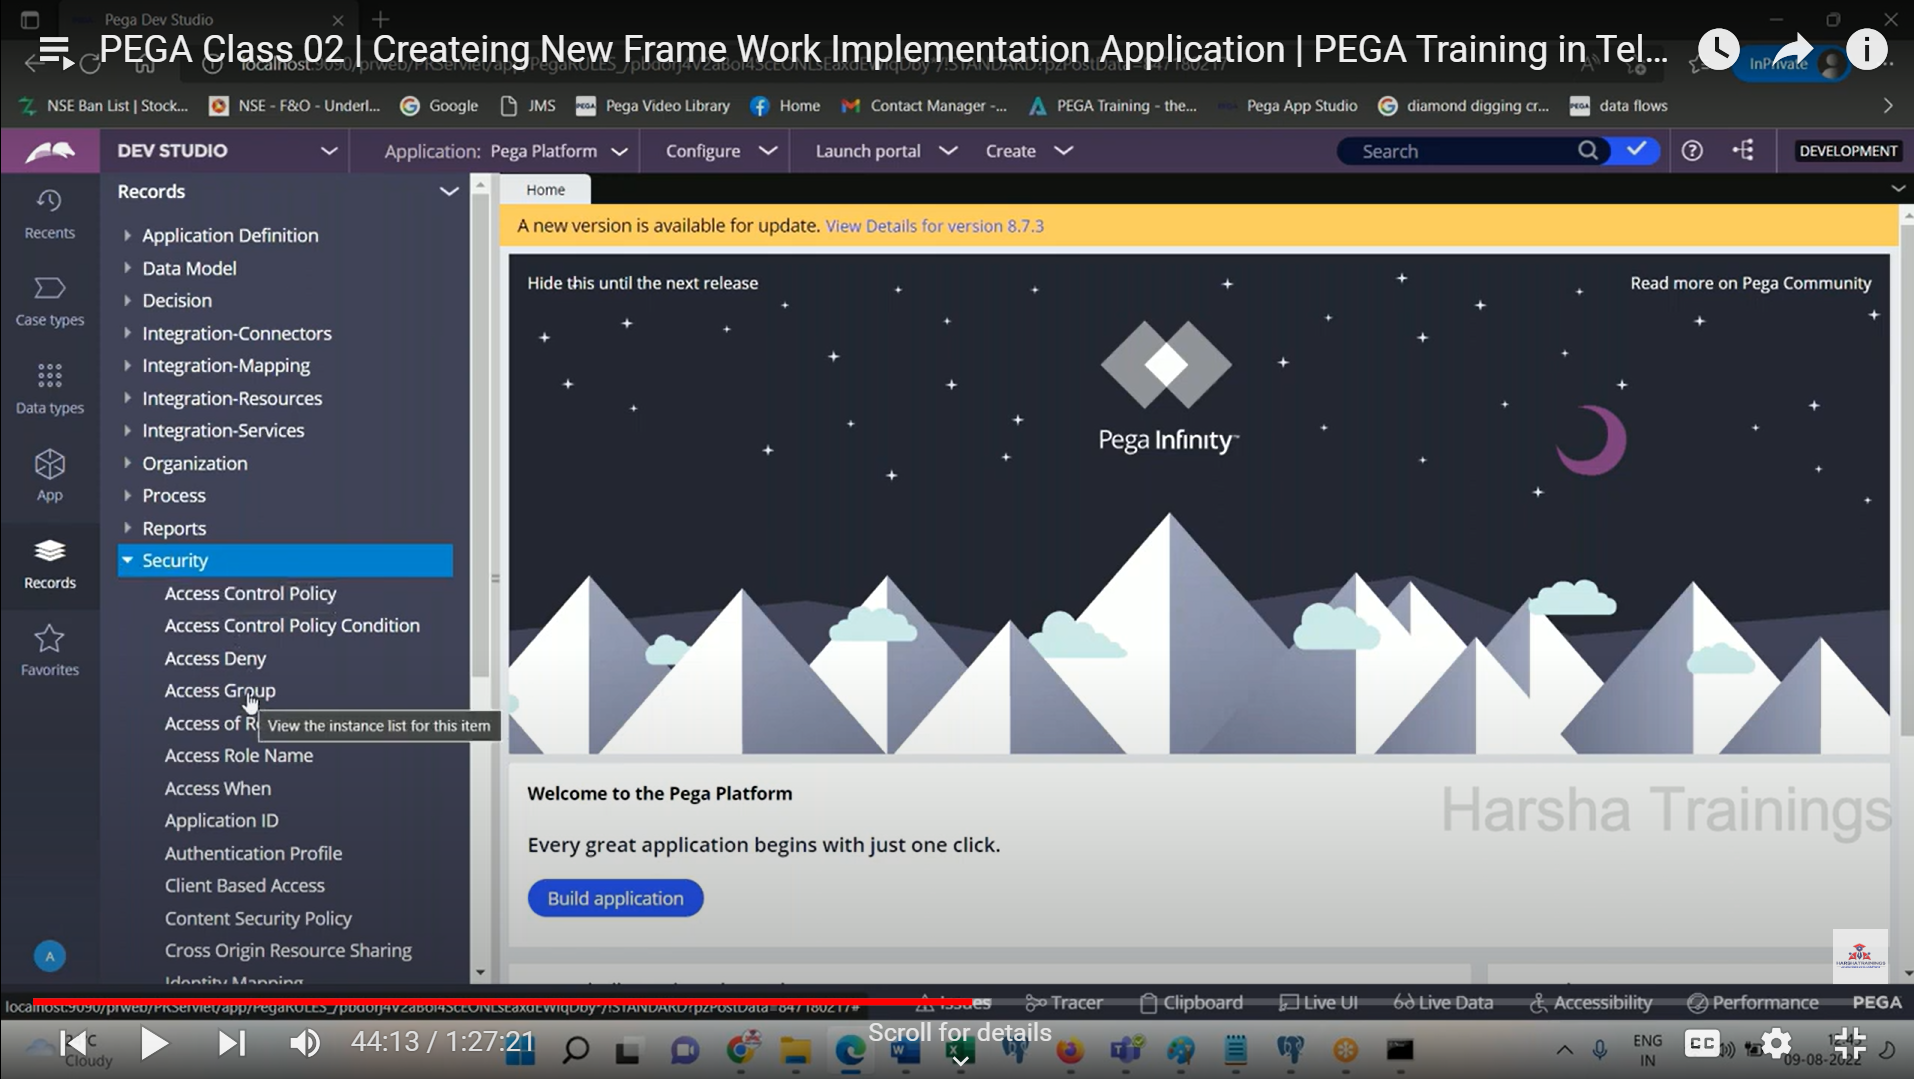 Pega Dev Studio
PEGA Class 02 | Createing New Frame Work Implementation Application | PEGA Training in Tel...
InPrivate
NSE Ban List | Stock...
NSE - F&O - Underl...
Google
JMS
Pega Video Library
Home
Contact Manager -...
PEGA Training - the...
Pega App Studio
diamond digging cr...
data flows
DEV STUDIO
Application: Pega Platform
Configure
Launch portal
Create
Search
DEVELOPMENT
Recents
Case types
Data types
App
Records
Favorites
A
Records
Application Definition
Data Model
Decision
Integration-Connectors
Integration-Mapping
Integration-Resources
Integration-Services
Organization
Process
Reports
Security
Access Control Policy
Access Control Policy Condition
Access Deny
Access Group
Access of
View the instance list for this item
Access Role Name
Access When
Application ID
Authentication Profile
Client Based Access
Content Security Policy
Cross Origin Resource Sharing
Identity Mapping
Home
A new version is available for update. View Details for version 8.7.3
Hide this until the next release
Read more on Pega Community
Pega Infinity™
Welcome to the Pega Platform
Every great application begins with just one click.
Build application
Harsha Trainings
HARSHA TRAININGS
Issues
Tracer
Clipboard
Live UI
Live Data
Accessibility
Performance
PEGA
44:13 / 1:27:21
Scroll for details
Cloudy
ENG
IN
CC
09-08-2022